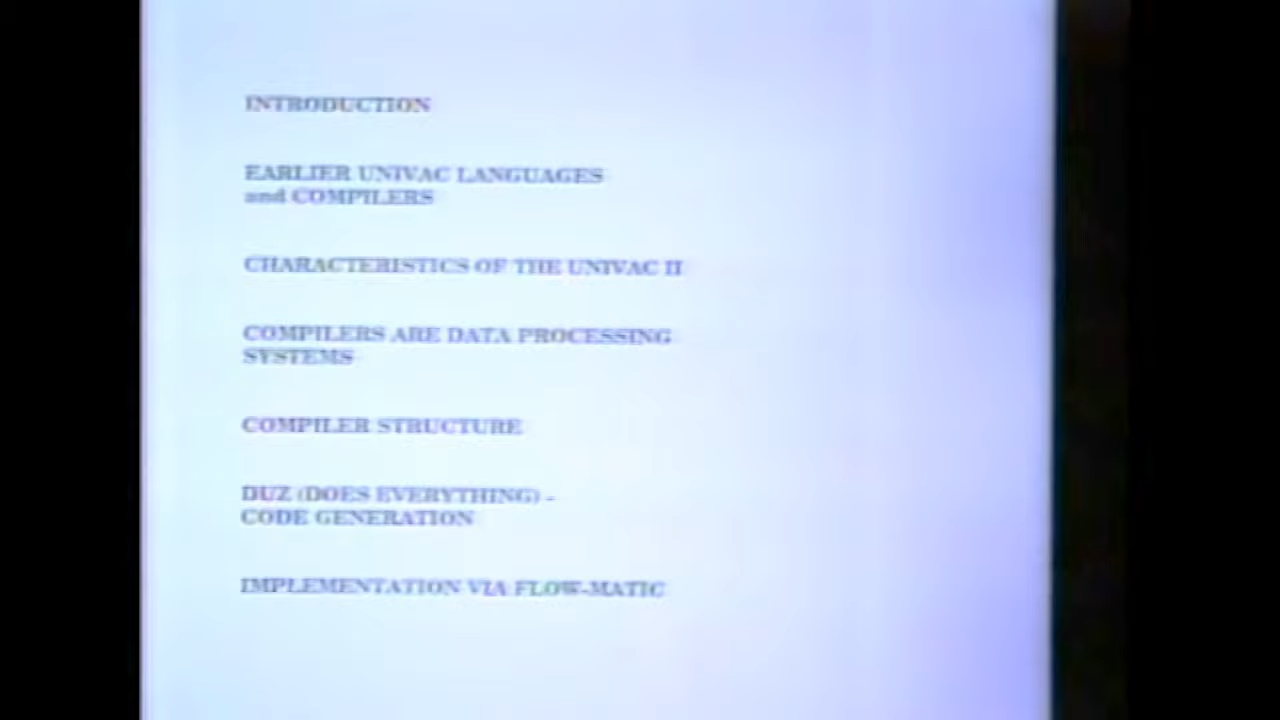 INTRODUCTION
EARLIER UNIVAC LANGUAGES
and COMPILERS
CHARACTERISTICS OF THE UNIVAC II
COMPILERS ARE DATA PROCESSING
SYSTEMS
COMPILER STRUCTURE
DUZ (DOES EVERYTHING) -
CODE GENERATION
IMPLEMENTATION VIA FLOW-MATIC